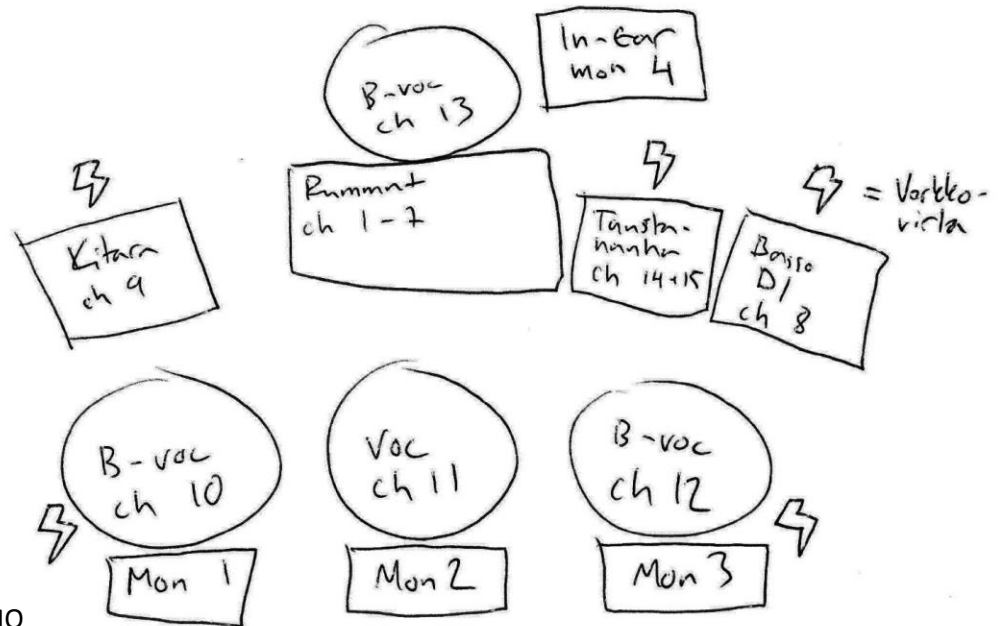 In-Ear
mon 4
B-voc
ch 13
Rummut
ch 1-7
Kitara
ch 9
Tausta-
nauha
ch 14+15
Basso
DI
ch 8
= Verkko-
virta
B-voc
ch 10
Voc
ch 11
B-voc
ch 12
Mon 1
Mon 2
Mon 3